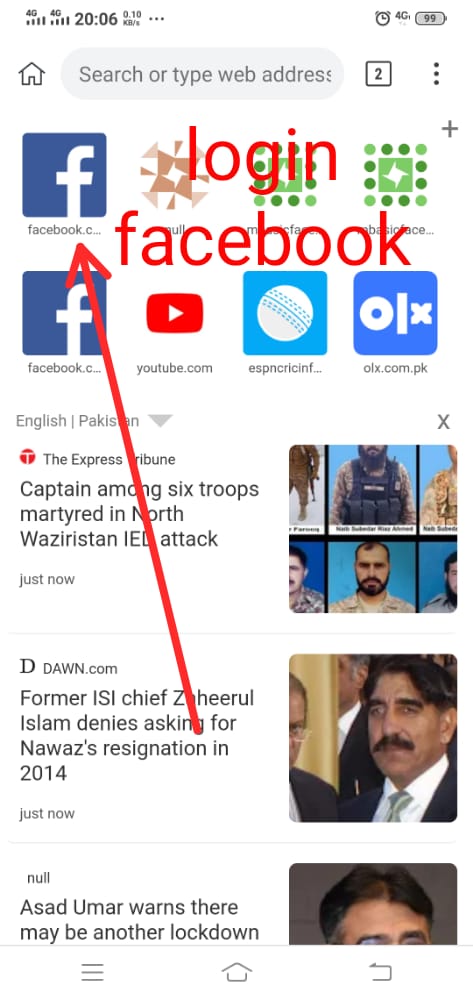 4G 4G 20:06 0.10 KB/s ... 4G 99
Search or type web address
2
login
facebook.c... null mbasicface... mbasicface...
facebook
facebook.c... youtube.com espncricinf... olx.com.pk
English | Pakistan X
The Express Tribune
Captain among six troops
martyred in North
Waziristan IED attack
just now
r Farooq Naib Subedar Riaz Ahmed Naib Subeda
D DAWN.com
Former ISI chief Zaheerul
Islam denies asking for
Nawaz's resignation in
2014
just now
null
Asad Umar warns there
may be another lockdown